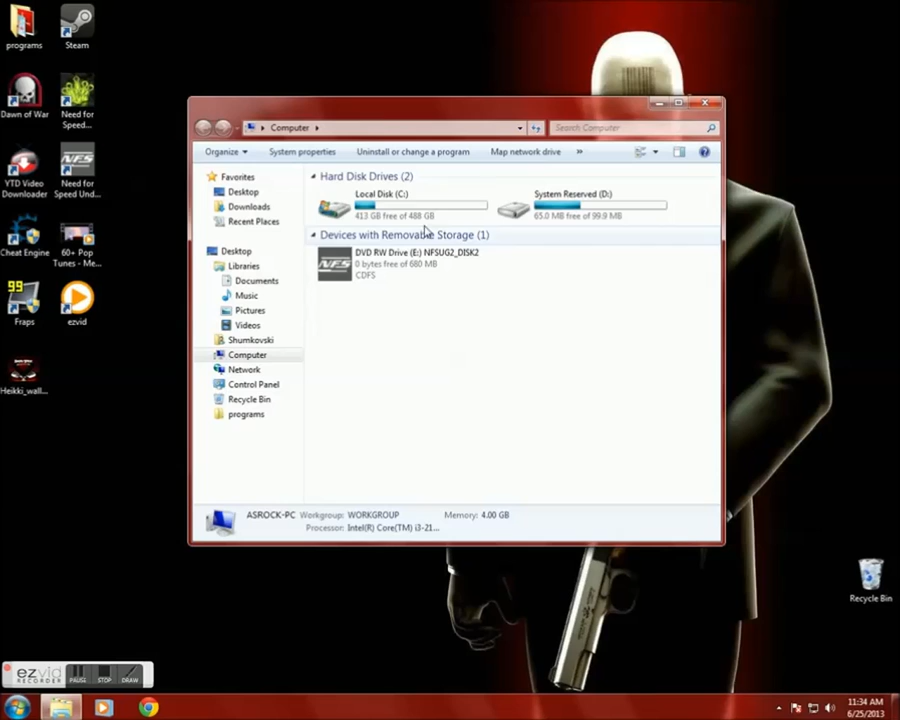 programs
Steam
Dawn of War
Need for Speed...
YTD Video Downloader
Need for Speed Und...
Cheat Engine
60+ Pop Tunes - Me...
99
Fraps
ezvid
Heikki_wall...
Computer
Search Computer
Organize
System properties
Uninstall or change a program
Map network drive
»
Favorites
Desktop
Downloads
Recent Places
Desktop
Libraries
Documents
Music
Pictures
Videos
Shumkovski
Computer
Network
Control Panel
Recycle Bin
programs
Hard Disk Drives (2)
Local Disk (C:)
413 GB free of 488 GB
System Reserved (D:)
65.0 MB free of 99.9 MB
Devices with Removable Storage (1)
NFS
DVD RW Drive (E:) NFSUG2_DISK2
0 bytes free of 680 MB
CDFS
ASROCK-PC Workgroup: WORKGROUP Memory: 4.00 GB
Processor: Intel(R) Core(TM) i3-21...
Recycle Bin
ezvid
RECORDER
PAUSE
STOP
DRAW
11:34 AM
6/25/2013